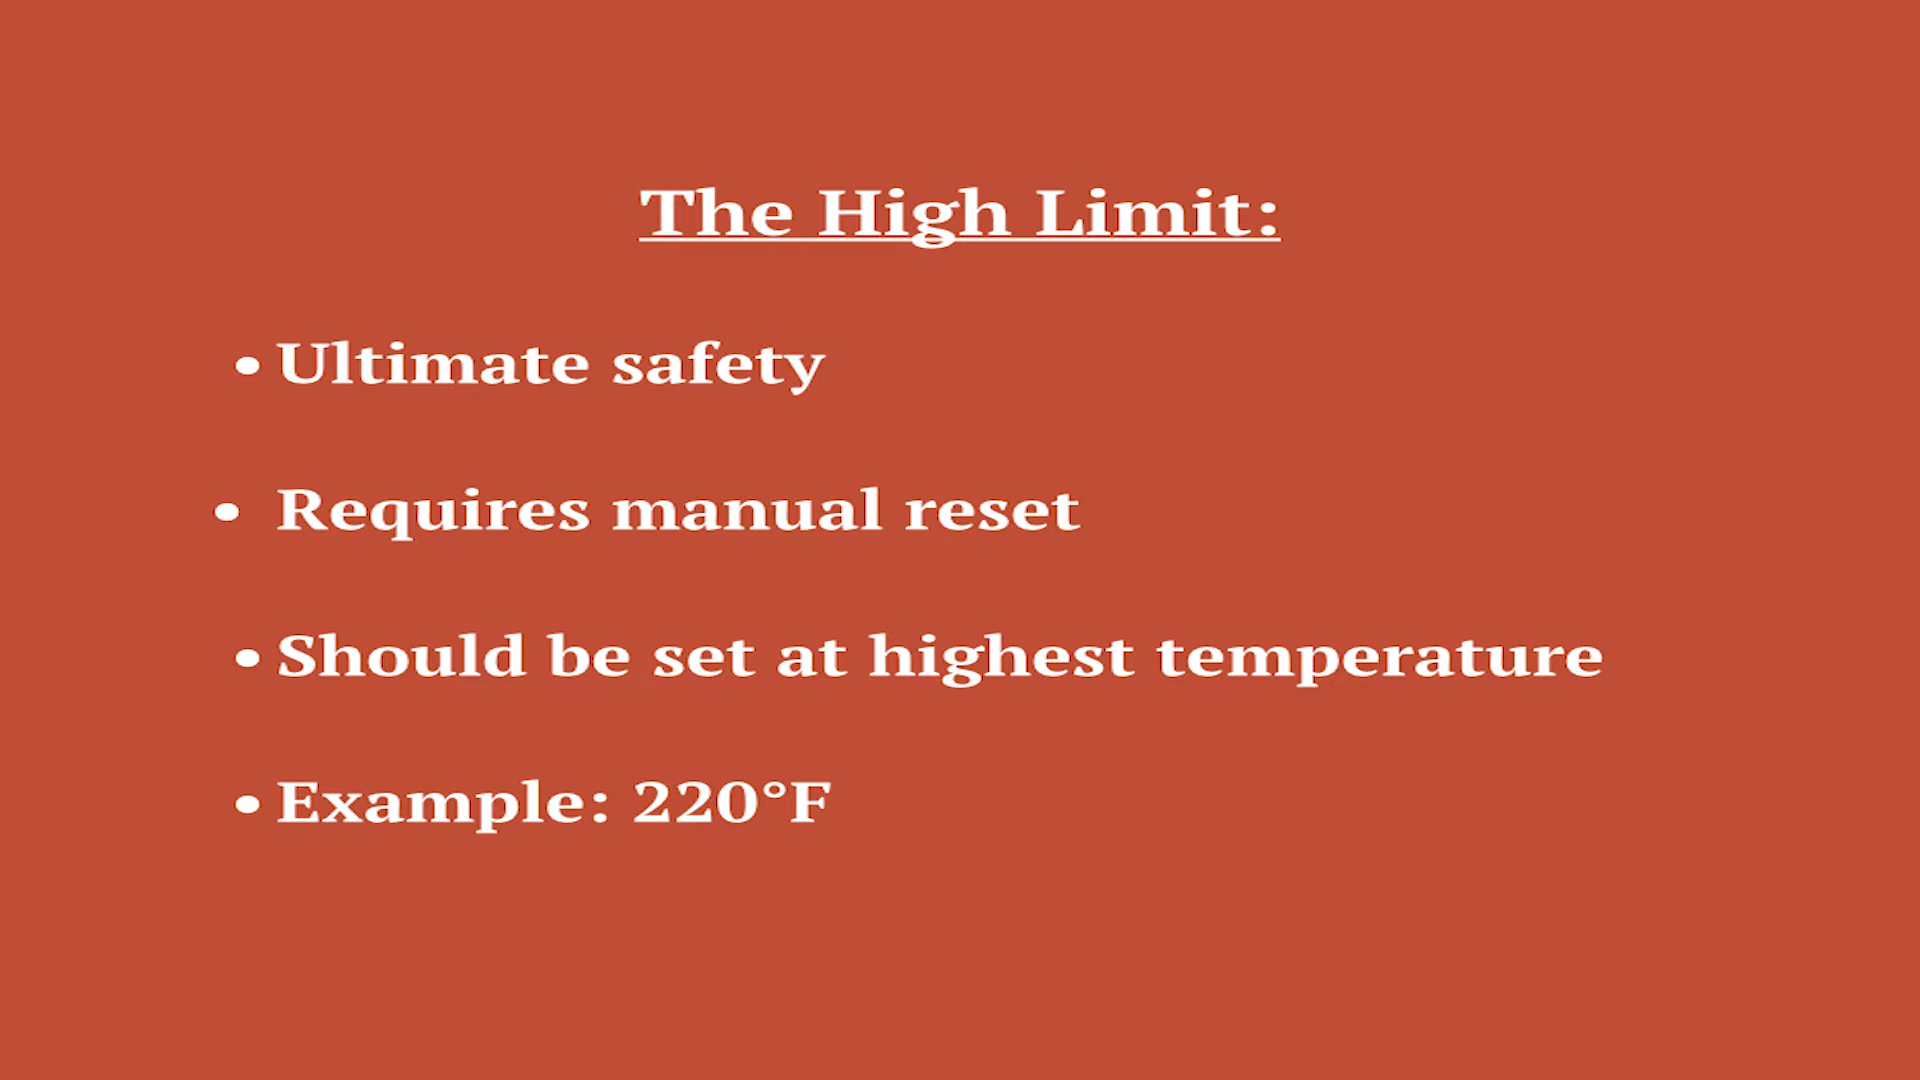 The High Limit:
• Ultimate safety
• Requires manual reset
• Should be set at highest temperature
• Example: 220°F